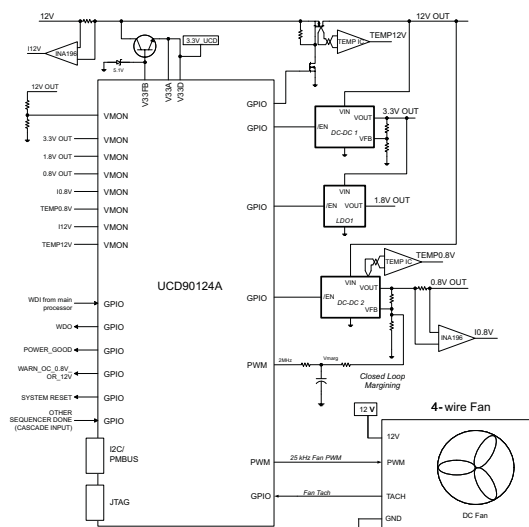 12V
12V OUT
I12V
INA196
3.3V_UCD
TEMP12V
TEMP IC
5.1V
V33FB
V33A
V33D
12V OUT
GPIO
VIN
3.3V OUT
VMON
GPIO
/EN
VOUT
DC-DC 1
VFB
3.3V OUT
VMON
1.8V OUT
VMON
0.8V OUT
VMON
VIN
I0.8V
VMON
GPIO
/EN
VOUT
1.8V OUT
LDO1
TEMP0.8V
VMON
I12V
VMON
TEMP12V
VMON
TEMP0.8V
TEMP IC
VIN
UCD90124A
VOUT
0.8V OUT
GPIO
/EN
DC-DC 2
VFB
WDI from main
processor
GPIO
WDO
GPIO
INA196
I0.8V
POWER_GOOD
GPIO
PWM
2MHz
Vmarg
WARN_OC_0.8V_
OR_12V
GPIO
Closed Loop
Margining
SYSTEM RESET
GPIO
OTHER
SEQUENCER DONE
(CASCADE INPUT)
GPIO
12 V
4-wire Fan
I2C/
PMBUS
12V
PWM
25 kHz Fan PWM
PWM
JTAG
GPIO
Fan Tach
TACH
DC Fan
GND